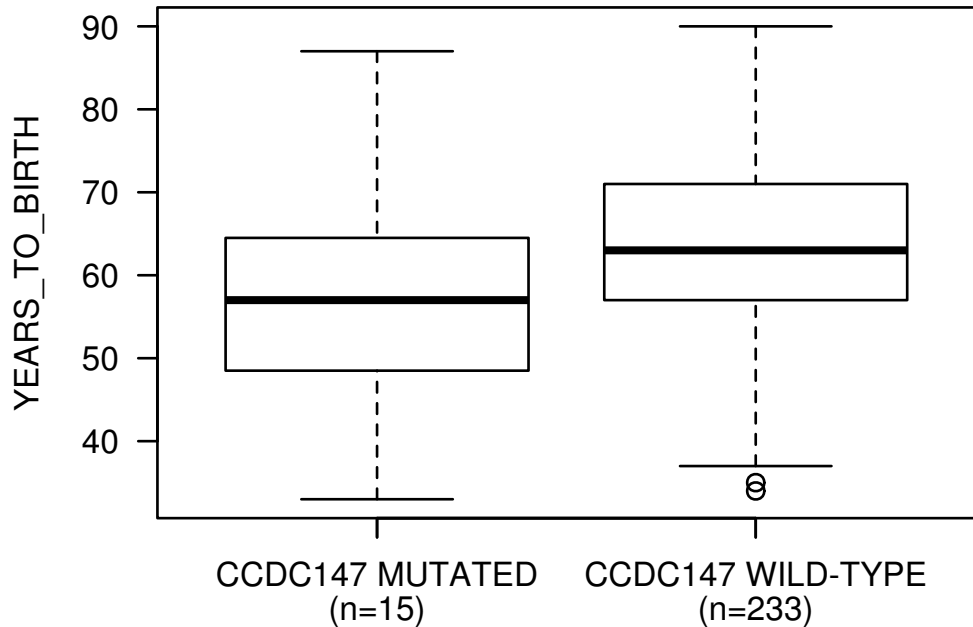 YEARS_TO_BIRTH
90
80
70
60
50
40
CCDC147 MUTATED
(n=15)
CCDC147 WILD-TYPE
(n=233)